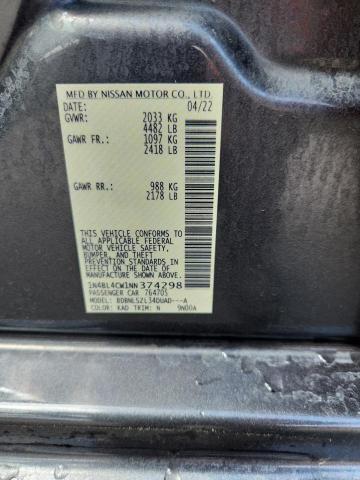 MFD BY NISSAN MOTOR CO., LTD.
DATE: 04/22
GVWR: 2033 KG
4482 LB
GAWR FR: 1097 KG
2418 LB
GAWR RR: 988 KG
2178 LB
THIS VEHICLE CONFORMS TO
ALL APPLICABLE FEDERAL
MOTOR VEHICLE SAFETY,
BUMPER, AND THEFT
PREVENTION STANDARDS IN
EFFECT ON THE DATE OF
MANUFACTURE SHOWN ABOVE.
1N4BL4CW1NN374298
PASSENGER CAR 764705
MODEL: BDBNLSZL34DUAD---A
COLOR: KAD TRIM: N 9N00A